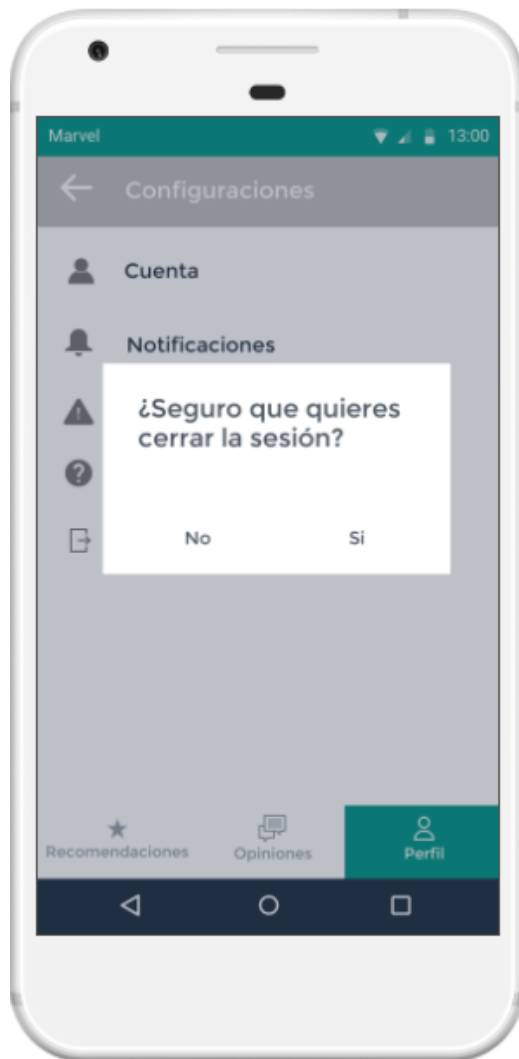 Marvel 13:00
Configuraciones
Cuenta
Notificaciones
¿Seguro que quieres
cerrar la sesión?
No Si
Recomendaciones Opiniones Perfil